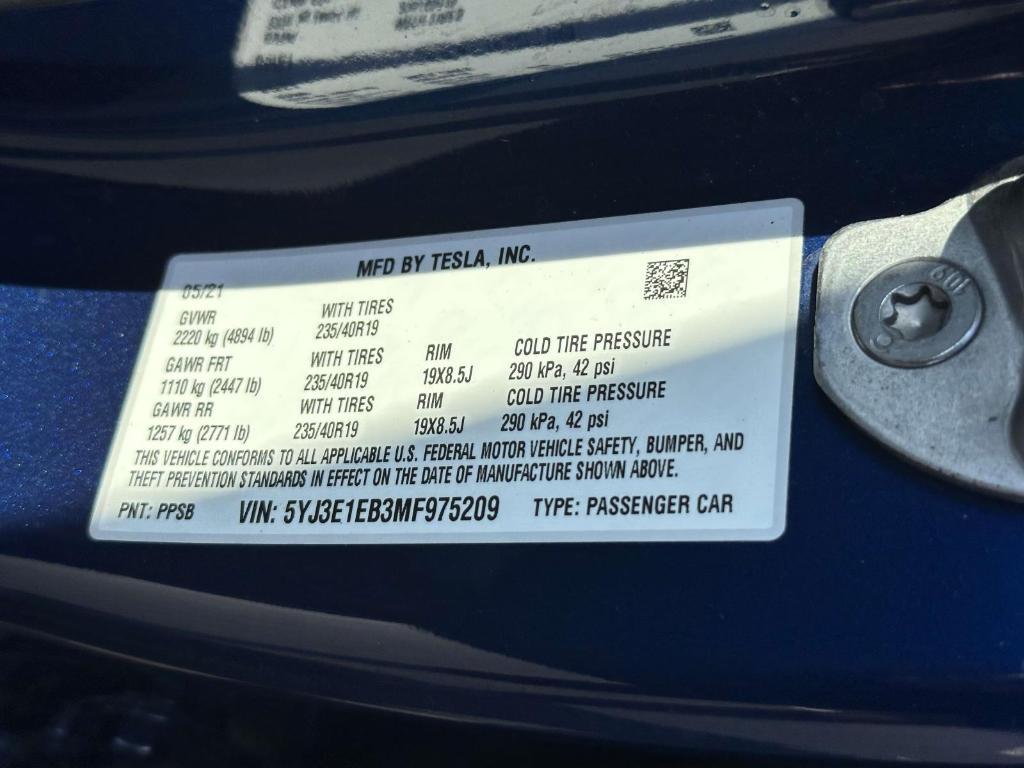 MFD BY TESLA, INC.
05/21
GVWR
2220 kg (4894 lb)
WITH TIRES
235/40R19
GAWR FRT
1110 kg (2447 lb)
WITH TIRES
235/40R19
RIM
19X8.5J
COLD TIRE PRESSURE
290 kPa, 42 psi
GAWR RR
1257 kg (2771 lb)
WITH TIRES
235/40R19
RIM
19X8.5J
COLD TIRE PRESSURE
290 kPa, 42 psi
THIS VEHICLE CONFORMS TO ALL APPLICABLE U.S. FEDERAL MOTOR VEHICLE SAFETY, BUMPER, AND
THEFT PREVENTION STANDARDS IN EFFECT ON THE DATE OF MANUFACTURE SHOWN ABOVE.
PNT: PPSB
VIN: 5YJ3E1EB3MF975209
TYPE: PASSENGER CAR